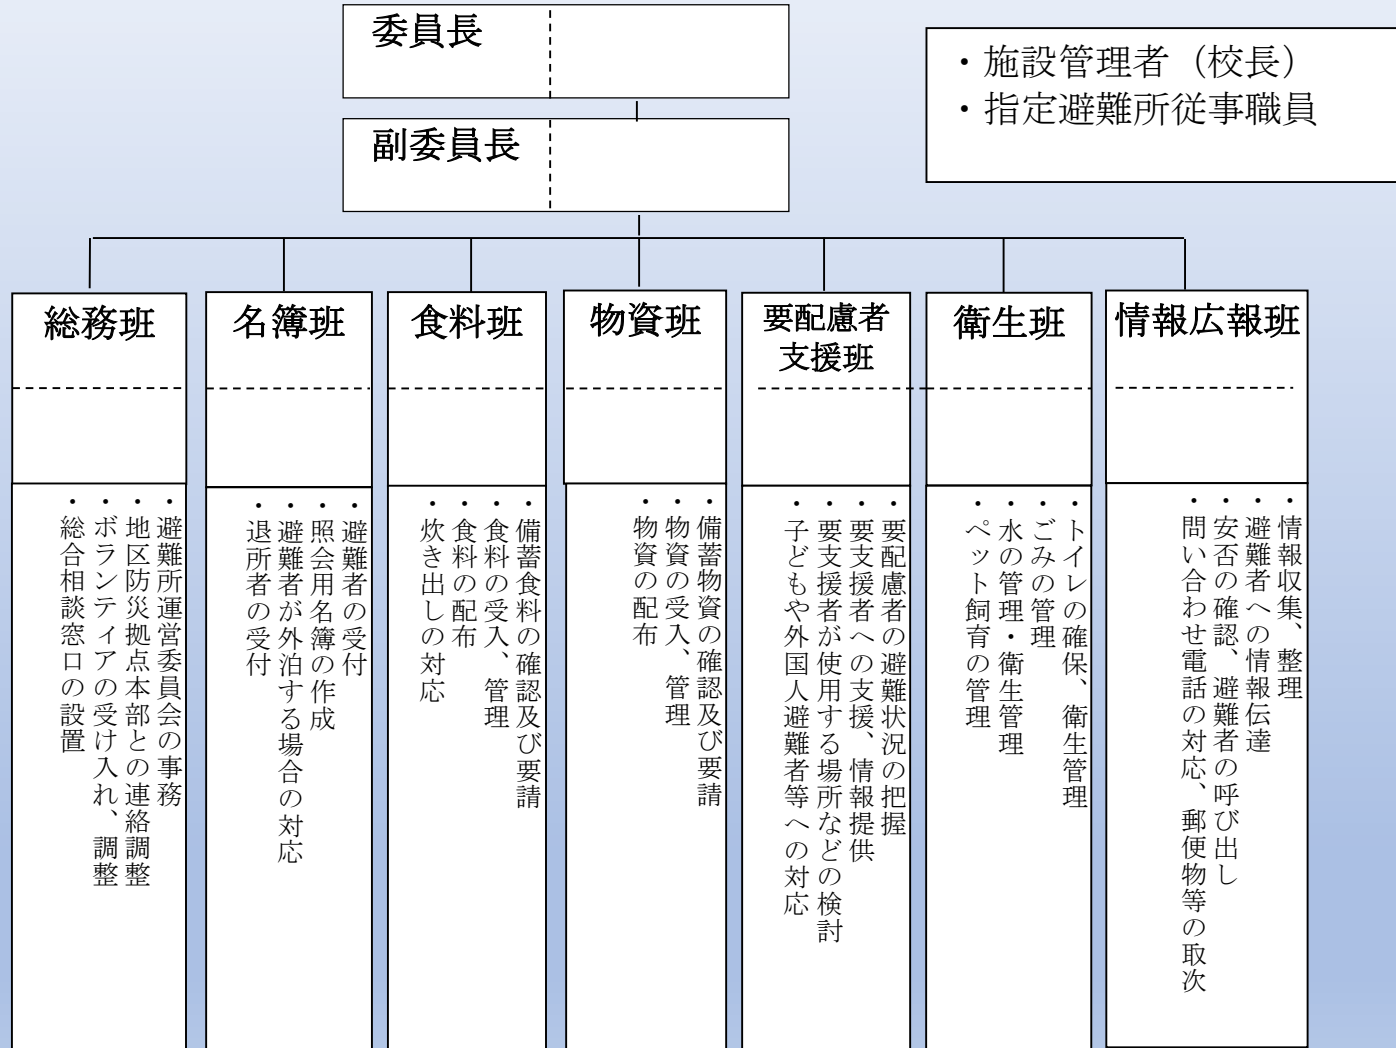 委員長
副委員長
・施設管理者（校長）
・指定避難所従事職員
総務班
・避難所運営委員会の事務
・地区防災拠点本部との連絡調整
・ボランティアの受け入れ、調整
・総合相談窓口の設置
名簿班
・避難者の受付
・照会用名簿の作成
・避難者が外泊する場合の対応
・退所者の受付
食料班
・備蓄食料の確認及び要請
・食料の受入、管理
・食料の配布
・炊き出しの対応
物資班
・備蓄物資の確認及び要請
・物資の受入、管理
・物資の配布
要配慮者
支援班
・要配慮者の避難状況の把握
・要支援者への支援、情報提供
・要支援者が使用する場所などの検討
・子どもや外国人避難者等への対応
衛生班
・トイレの確保、衛生管理
・ごみの管理
・水の管理・衛生管理
・ペット飼育の管理
情報広報班
・情報収集、整理
・避難者への情報伝達
・安否の確認、避難者の呼び出し
・問い合わせ電話の対応、郵便物等の取次